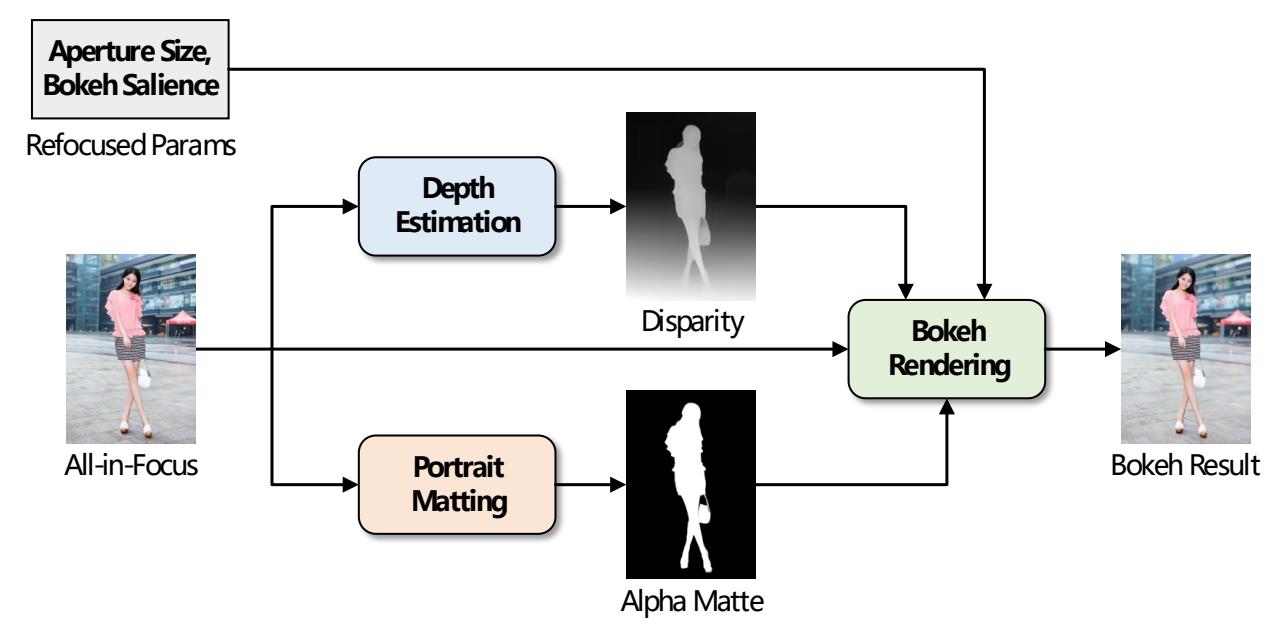 Aperture Size,
Bokeh Salience
Refocused Params
Depth
Estimation
Disparity
Bokeh
Rendering
All-in-Focus
Portrait
Matting
Bokeh Result
Alpha Matte